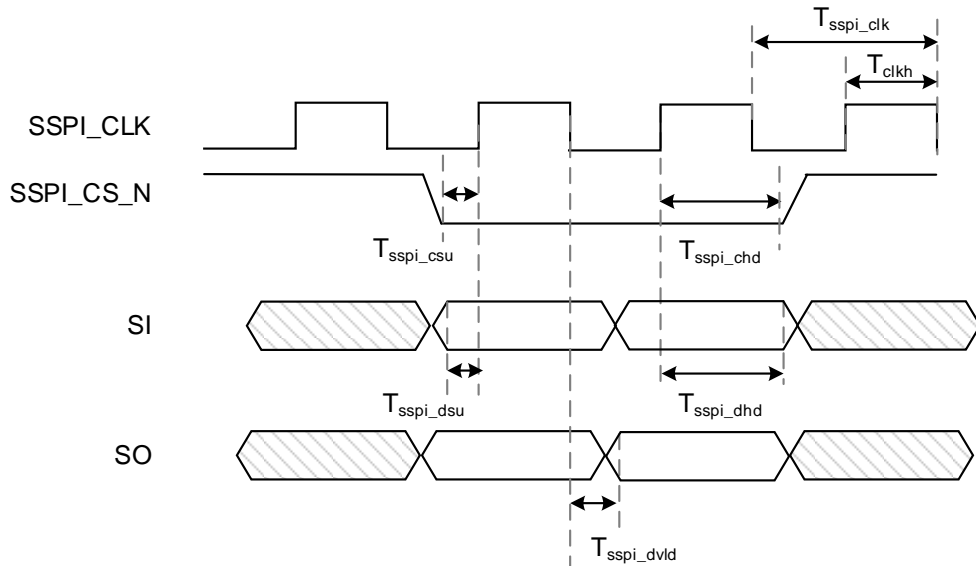 T_sspi_clk
T_clkh
SSPI_CLK
SSPI_CS_N
T_sspi_csu
T_sspi_chd
SI
T_sspi_dsu
T_sspi_dhd
SO
T_sspi_dvld